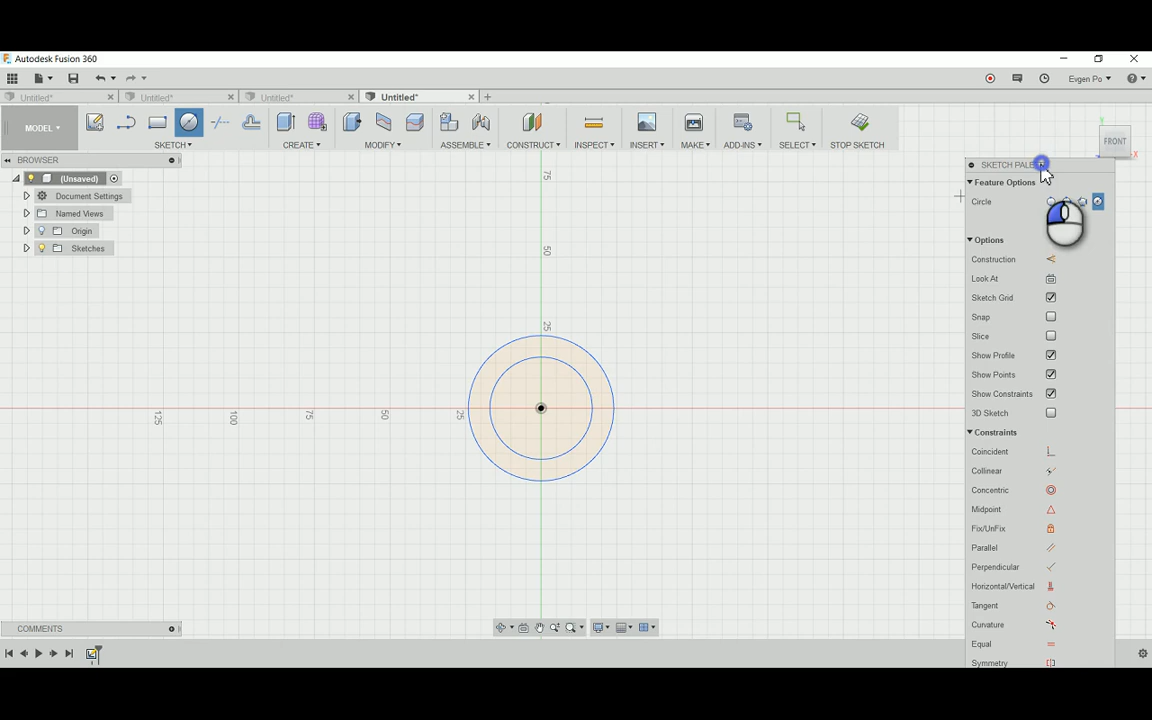 Autodesk Fusion 360
Evgen Po
Untitled*
Untitled*
Untitled*
Untitled*
MODEL
SKETCH
CREATE
MODIFY
ASSEMBLE
CONSTRUCT
INSPECT
INSERT
MAKE
ADD-INS
SELECT
STOP SKETCH
FRONT
Y
X
BROWSER
(Unsaved)
Document Settings
Named Views
Origin
Sketches
75
50
25
125
100
75
50
25
SKETCH PALE
Feature Options
Circle
Options
Construction
Look At
Sketch Grid
Snap
Slice
Show Profile
Show Points
Show Constraints
3D Sketch
Constraints
Coincident
Collinear
Concentric
Midpoint
Fix/UnFix
Parallel
Perpendicular
Horizontal/Vertical
Tangent
Curvature
Equal
Symmetry
COMMENTS